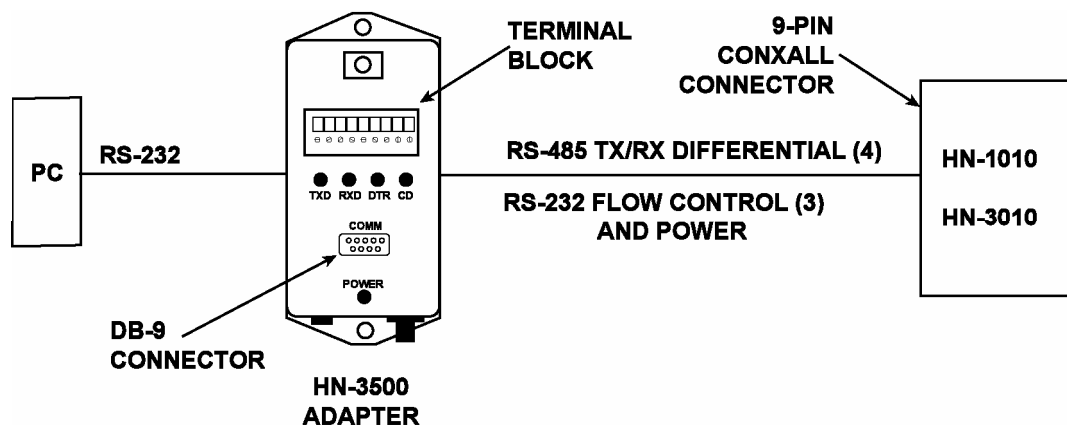 TERMINAL
BLOCK
9-PIN
CONXALL
CONNECTOR
PC
RS-232
TXD RXD DTR CD
COMM
POWER
RS-485 TX/RX DIFFERENTIAL (4)
RS-232 FLOW CONTROL (3)
AND POWER
HN-1010
HN-3010
DB-9
CONNECTOR
HN-3500
ADAPTER